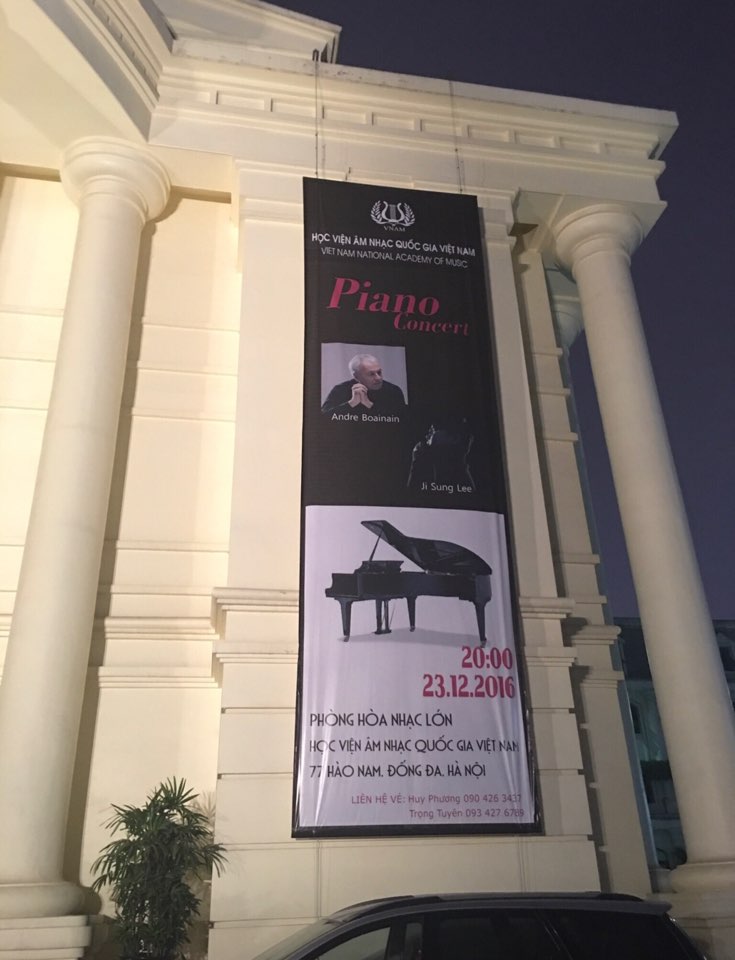 VNAM
HỌC VIỆN ÂM NHẠC QUỐC GIA VIỆT NAM
VIET NAM NATIONAL ACADEMY OF MUSIC
Piano
Concert
Andre Boainain
Ji Sung Lee
20:00
23.12.2016
PHÒNG HÒA NHẠC LỚN
HỌC VIỆN ÂM NHẠC QUỐC GIA VIỆT NAM
77 HÀO NAM, ĐỐNG ĐA, HÀ NỘI
LIÊN HỆ VÉ: Huy Phương 090 426 3437
Trọng Tuyên 093 427 6789